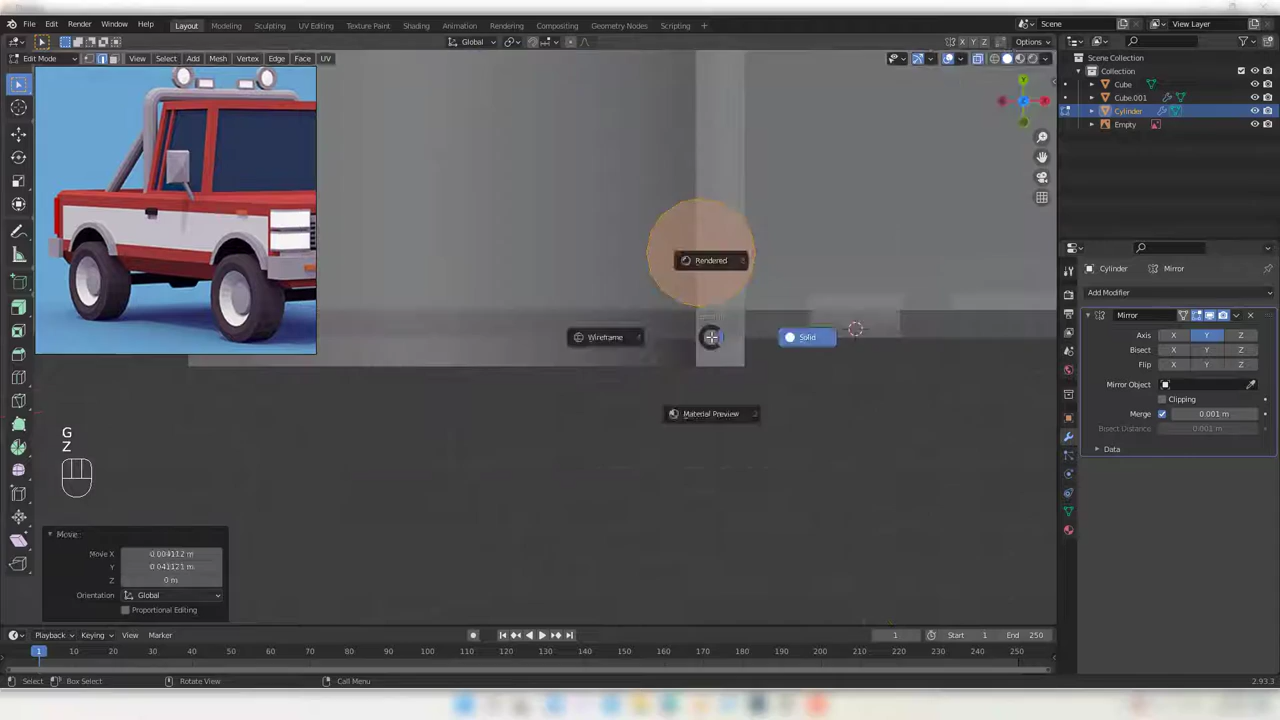 File Edit Render Window Help Layout Modeling Sculpting UV Editing Texture Paint Shading Animation Rendering Compositing Geometry Nodes Scripting + Scene View Layer
Global X Y Z Options
Edit Mode View Select Add Mesh Vertex Edge Face UV
Scene Collection
Collection
Cube
Cube.001
Cylinder
Empty
Y
X
Z
Rendered
Wireframe
Solid
Material Preview
G
Z
Cylinder Mirror
Add Modifier
Mirror
Axis X Y Z
Bisect X Y Z
Flip X Y Z
Mirror Object
Clipping
Merge 0.001 m
Bisect Distance 0.001 m
Data
Move
Move X 0.004112 m
Y 0.041121 m
Z 0 m
Orientation Global
Proportional Editing
Playback Keying View Marker 1 Start 1 End 250
1 10 20 30 40 50 60 70 80 90 100 110 120 130 140 150 160 170 180 190 200 210 220 230 240 250
Select Box Select Rotate View Call Menu 2.93.3